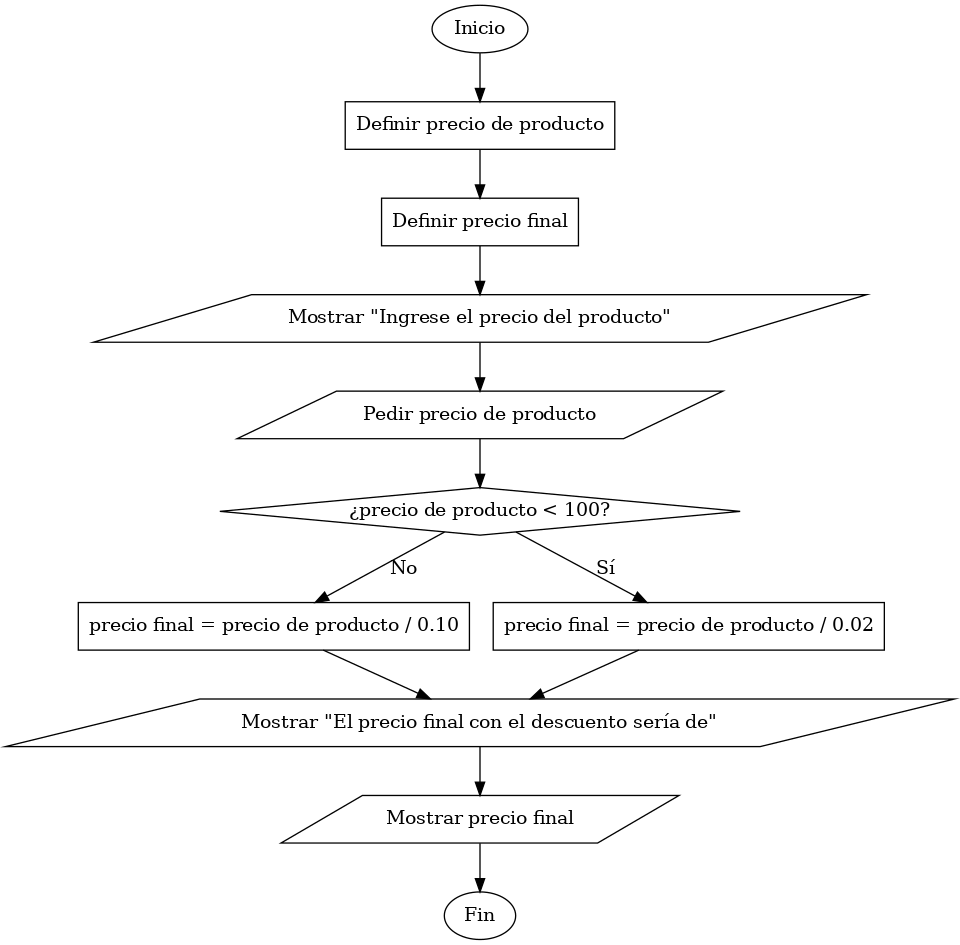 Inicio
Definir precio de producto
Definir precio final
Mostrar "Ingrese el precio del producto"
Pedir precio de producto
¿precio de producto < 100?
No
Sí
precio final = precio de producto / 0.10
precio final = precio de producto / 0.02
Mostrar "El precio final con el descuento sería de"
Mostrar precio final
Fin